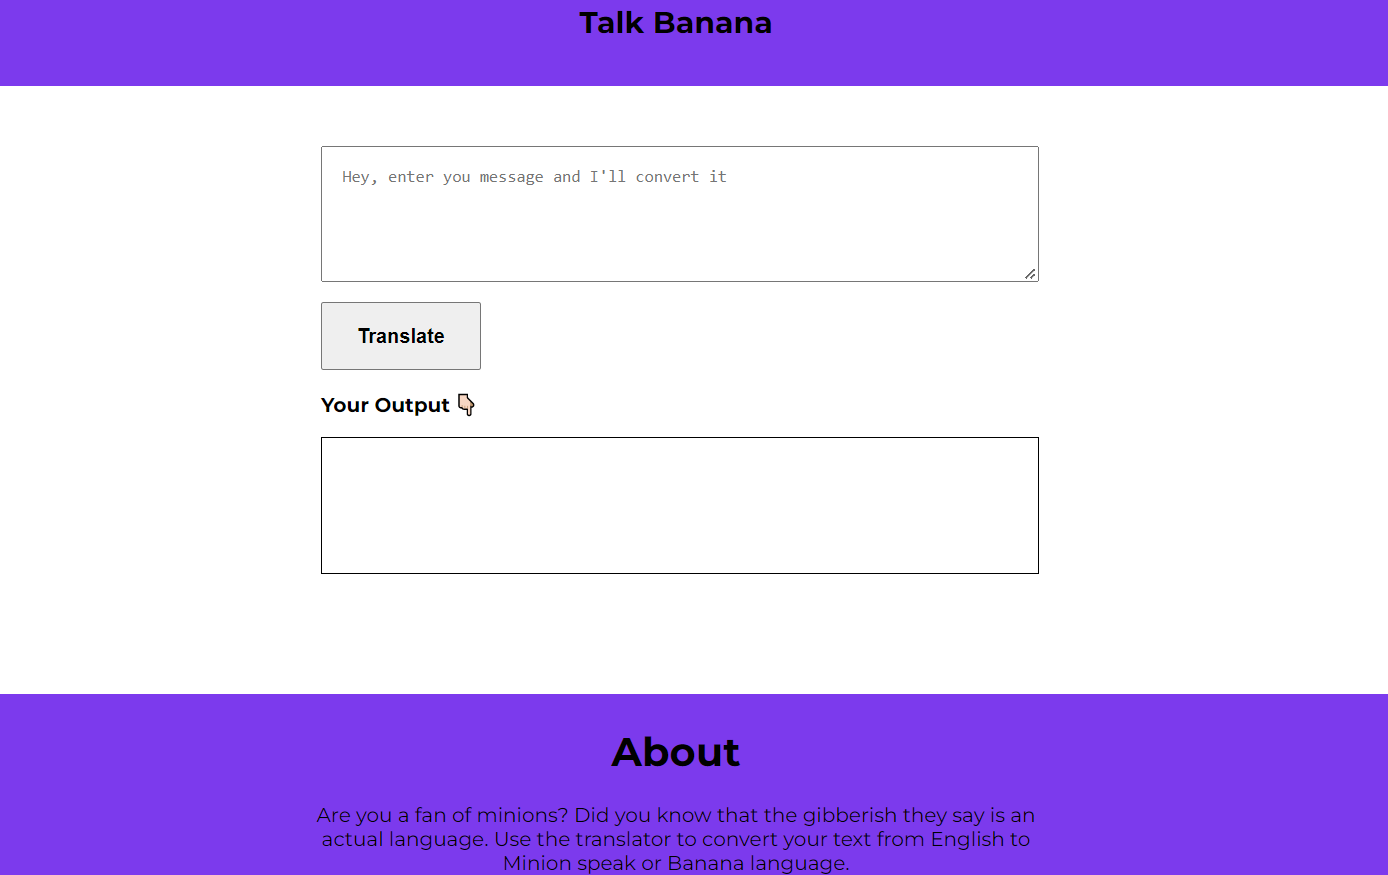 Talk Banana
Hey, enter you message and I'll convert it
Translate
Your Output 👇🏻
About
Are you a fan of minions? Did you know that the gibberish they say is an
actual language. Use the translator to convert your text from English to
Minion speak or Banana language.